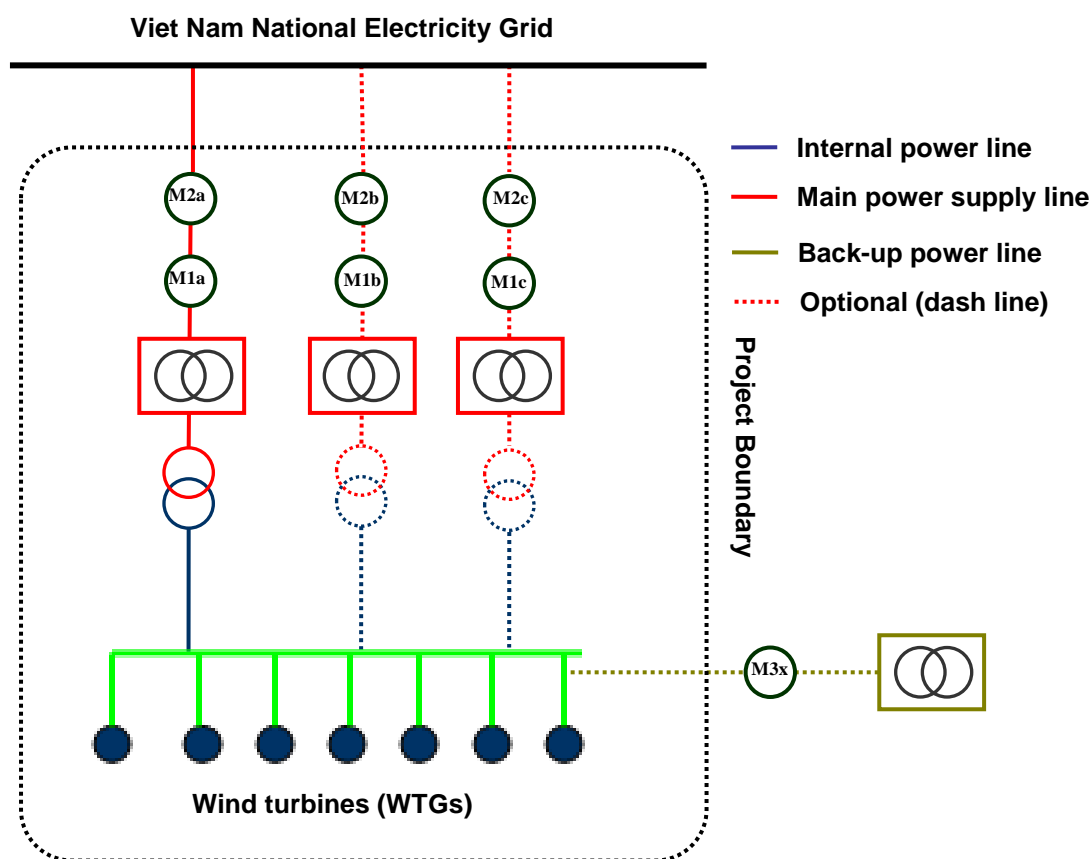 Viet Nam National Electricity Grid
Internal power line
M2a
M2b
M2c
Main power supply line
Back-up power line
M1a
M1b
M1c
Optional (dash line)
Project Boundary
M3x
Wind turbines (WTGs)